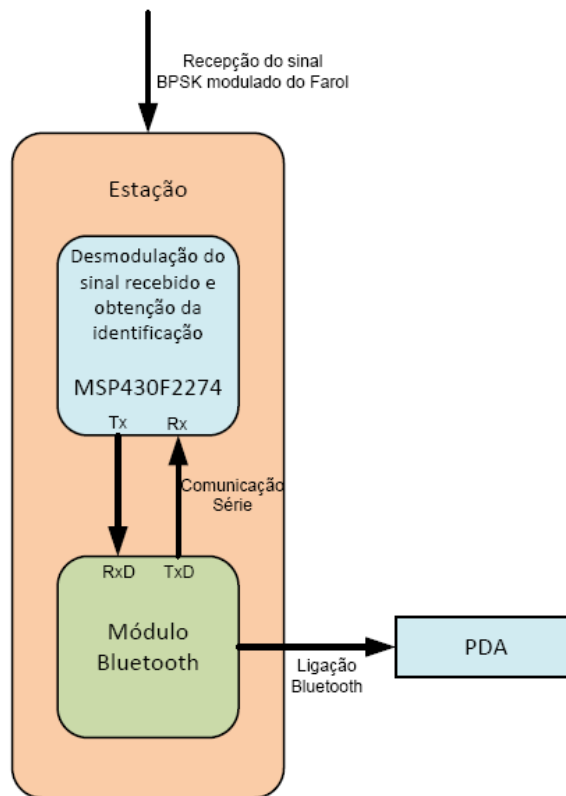 Recepção do sinal
BPSK modulado do Farol
Estação
Desmodulação do
sinal recebido e
obtenção da
identificação
MSP430F2274
Tx
Rx
Comunicação
Série
RxD
TxD
Módulo
Bluetooth
Ligação
Bluetooth
PDA